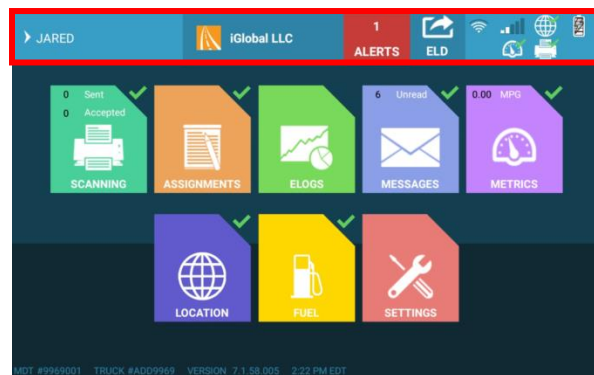 JARED
iGlobal LLC
1
ALERTS
ELD
0 Sent
0 Accepted
SCANNING
ASSIGNMENTS
ELOGS
6 Unread
MESSAGES
0.00 MPG
METRICS
LOCATION
FUEL
SETTINGS
MDT #9969001 TRUCK #ADD9969 VERSION 7.1.58.005 2:22 PM EDT